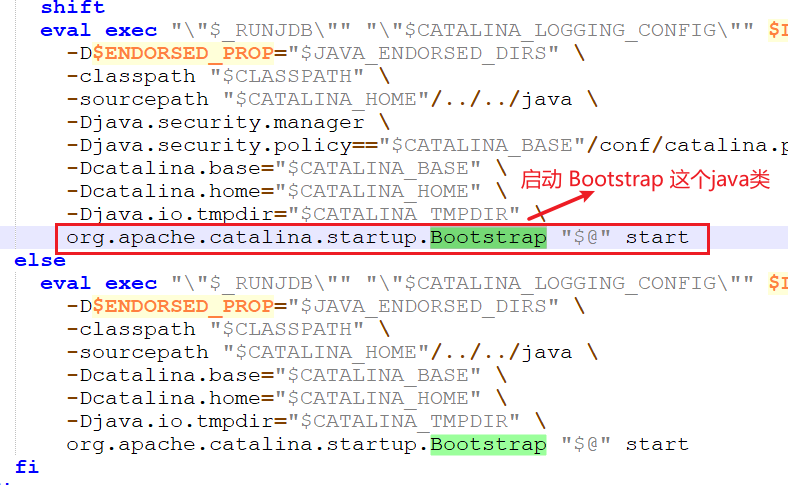 shift
eval exec "\"$_RUNJDB\"" "\"$CATALINA_LOGGING_CONFIG\""
-D$ENDORSED_PROP="$JAVA_ENDORSED_DIRS" \
-classpath "$CLASSPATH" \
-sourcepath "$CATALINA_HOME"/../../java \
-Djava.security.manager \
-Djava.security.policy=="$CATALINA_BASE"/conf/catalina.p
-Dcatalina.base="$CATALINA_BASE" \
-Dcatalina.home="$CATALINA_HOME" \
启动 Bootstrap 这个java类
-Djava.io.tmpdir="$CATALINA_TMPDIR" \
org.apache.catalina.startup.Bootstrap "$@" start
else
eval exec "\"$_RUNJDB\"" "\"$CATALINA_LOGGING_CONFIG\""
-D$ENDORSED_PROP="$JAVA_ENDORSED_DIRS" \
-classpath "$CLASSPATH" \
-sourcepath "$CATALINA_HOME"/../../java \
-Dcatalina.base="$CATALINA_BASE" \
-Dcatalina.home="$CATALINA_HOME" \
-Djava.io.tmpdir="$CATALINA_TMPDIR" \
org.apache.catalina.startup.Bootstrap "$@" start
fi